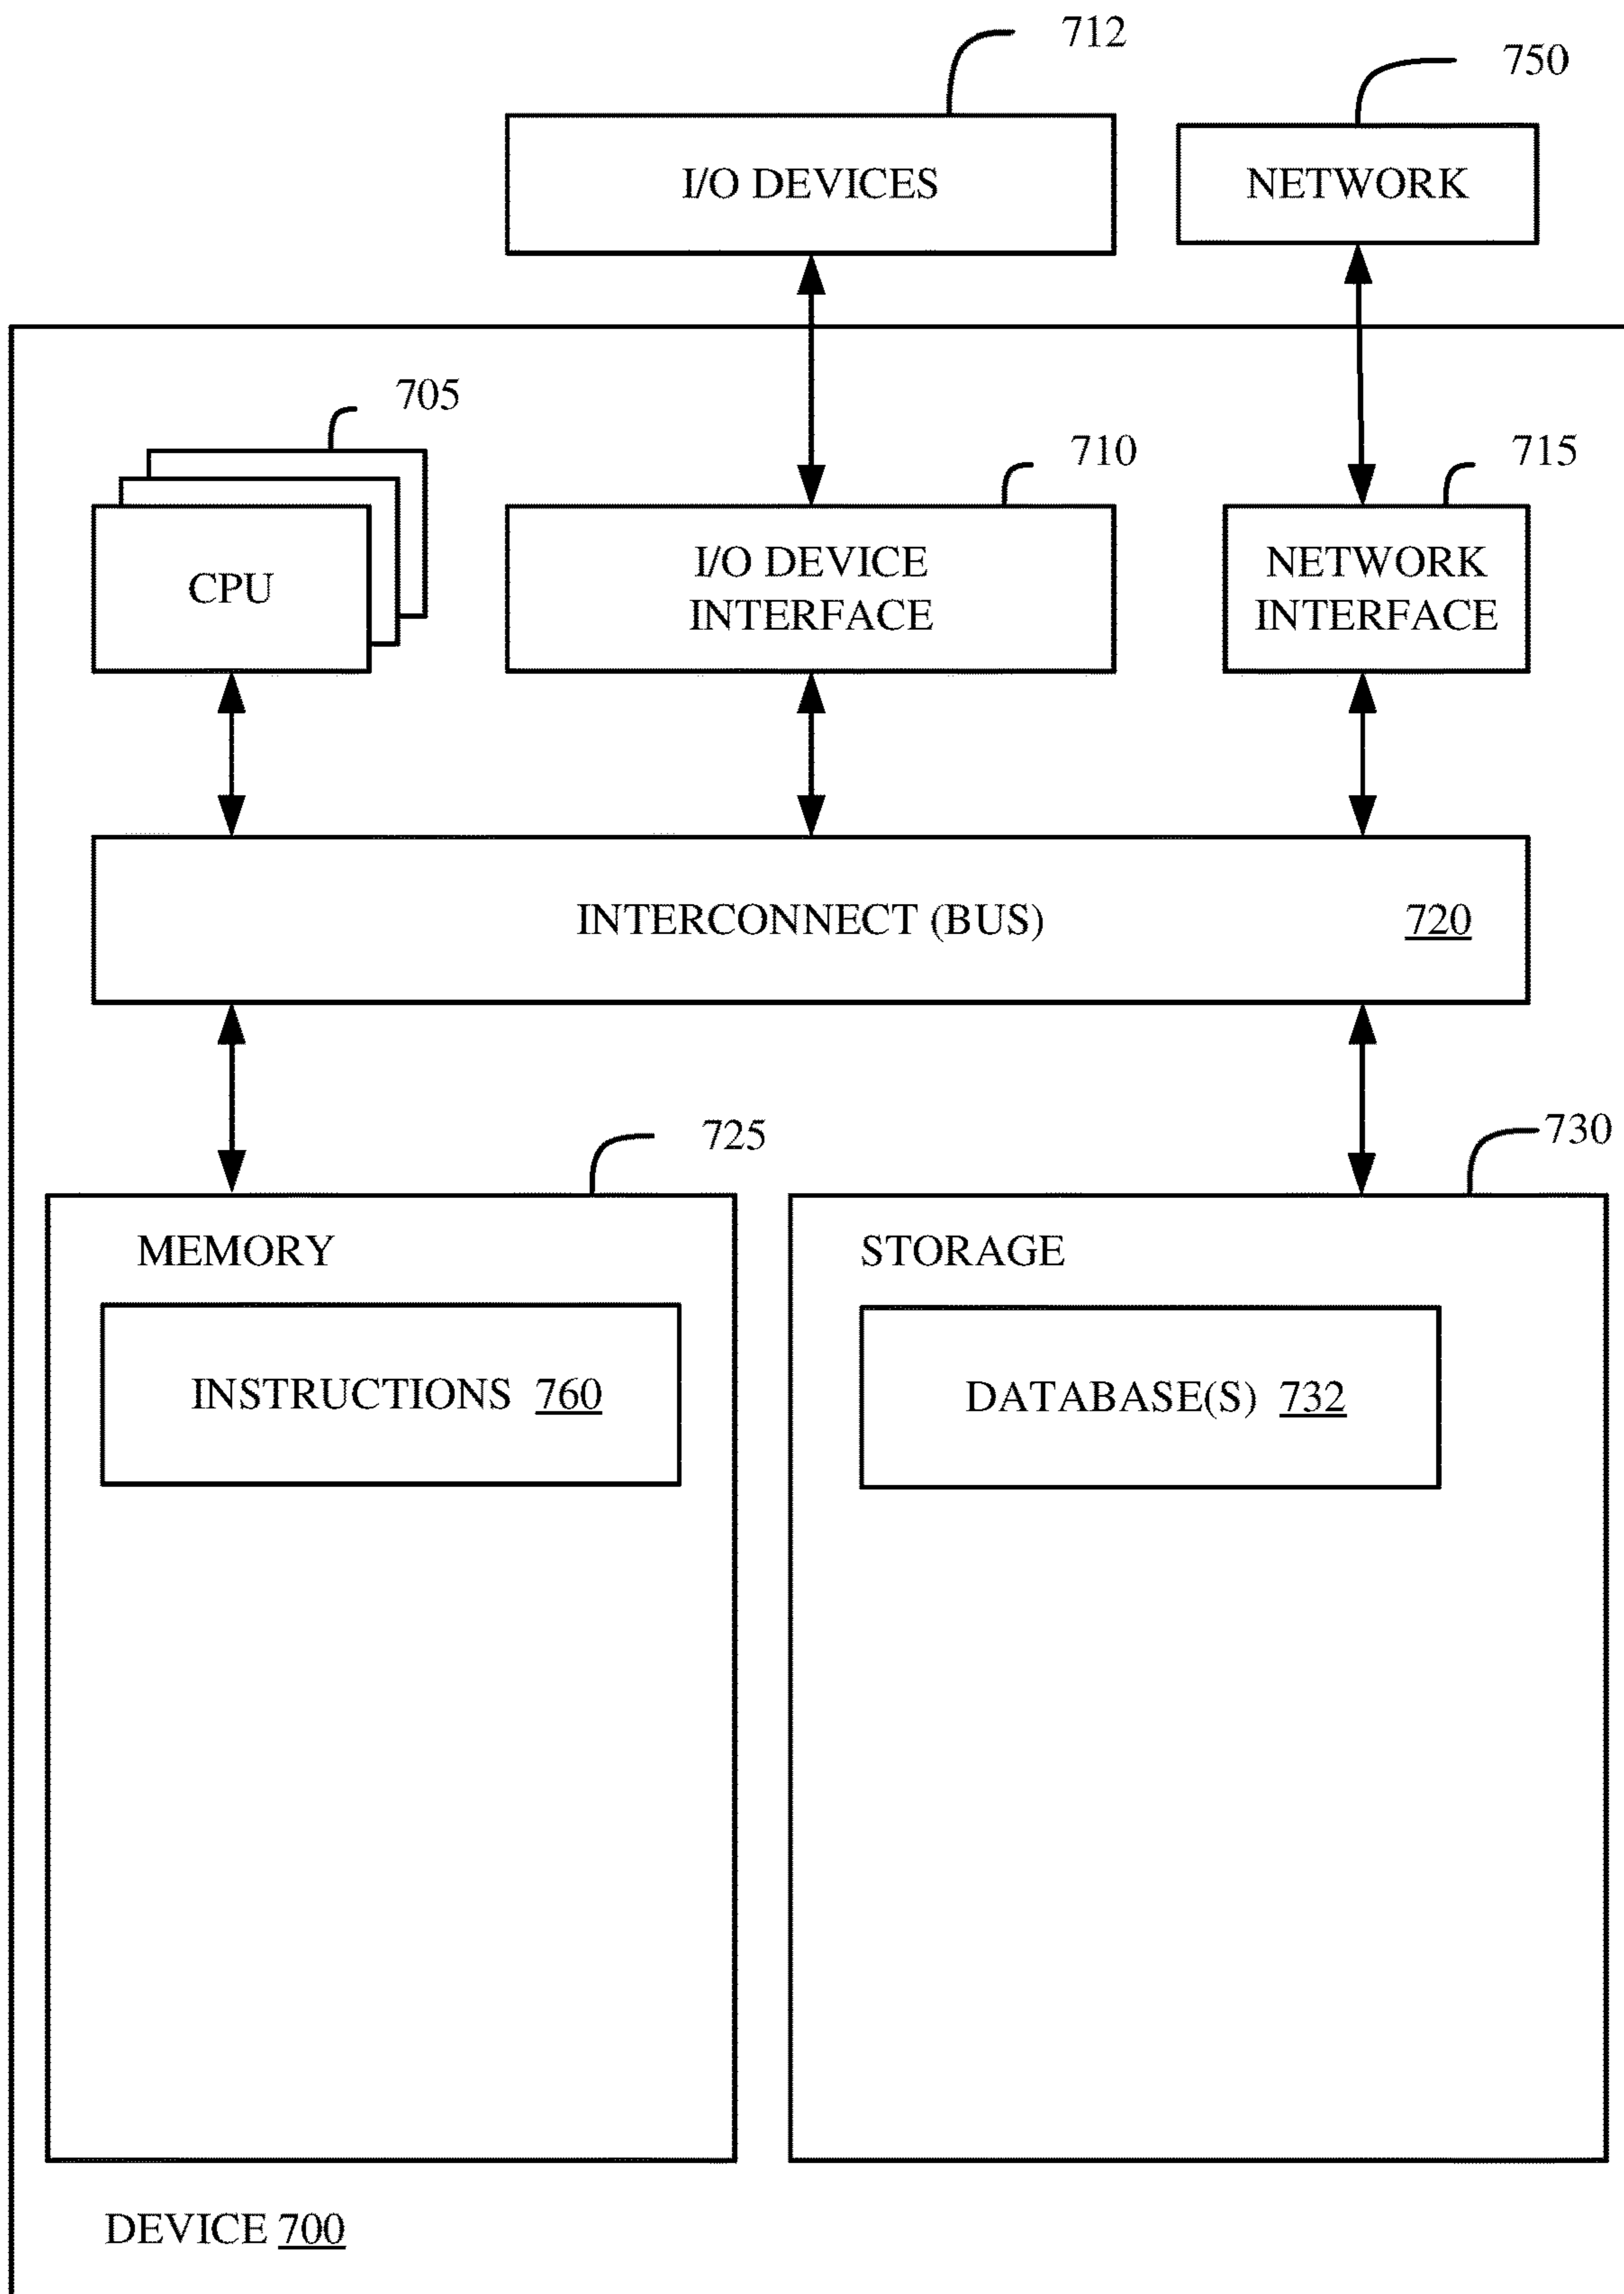 712
750
I/O DEVICES
NETWORK
705
710
715
CPU
I/O DEVICE
INTERFACE
NETWORK
INTERFACE
INTERCONNECT (BUS) 720
725
730
MEMORY
STORAGE
INSTRUCTIONS 760
DATABASE(S) 732
DEVICE 700